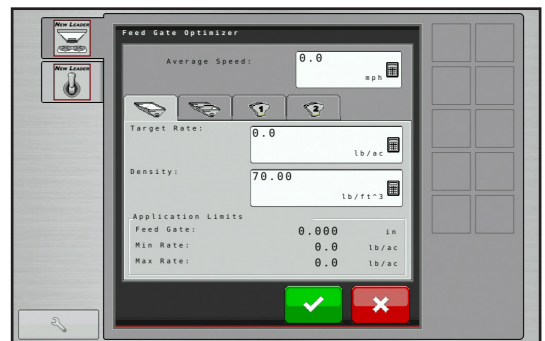 NEW LEADER
NEW LEADER
Feed Gate Optimizer
Average Speed:
0.0
mph
1
2
Target Rate:
0.0
lb/ac
Density:
70.00
lb/ft^3
Application Limits
Feed Gate: 0.000 in
Min Rate: 0.0 lb/ac
Max Rate: 0.0 lb/ac